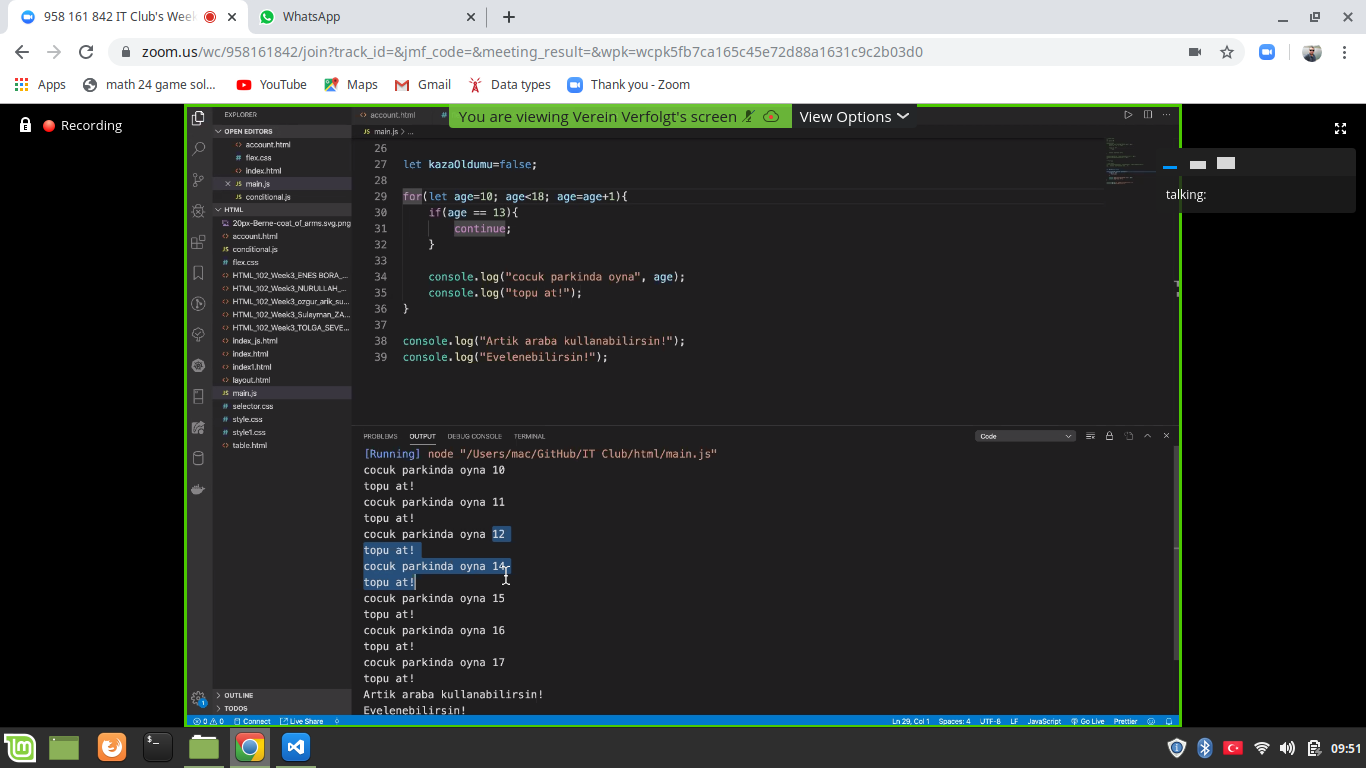 958 161 842 IT Club's Week
WhatsApp
zoom.us/wc/958161842/join?track_id=&jmf_code=&meeting_result=&wpk=wcpk5fb7ca165c45e72d88a1631c9c2b03d0
Apps
math 24 game sol...
YouTube
Maps
Gmail
Data types
Thank you - Zoom
Recording
You are viewing Verein Verfolgt's screen
View Options
talking:
EXPLORER
OPEN EDITORS
account.html
flex.css
index.html
main.js
conditional.js
HTML
20px-Berne-coat_of_arms.svg.png
account.html
conditional.js
flex.css
HTML_102_Week3_ENES BORA_...
HTML_102_Week3_NURULLAH_...
HTML_102_Week3_ozgur_arik_su...
HTML_102_Week3_Suleyman_ZA...
HTML_102_Week3_TOLGA_SEVE...
index_js.html
index.html
index1.html
layout.html
main.js
selector.css
style.css
style1.css
table.html
OUTLINE
TODOS
account.html
main.js > ...
26
27 let kazaOldumu=false;
28
29 for(let age=10; age<18; age=age+1){
30 if(age == 13){
31 continue;
32 }
33
34 console.log("cocuk parkinda oyna", age);
35 console.log("topu at!");
36 }
37
38 console.log("Artik araba kullanabilirsin!");
39 console.log("Evelenebilirsin!");
PROBLEMS OUTPUT DEBUG CONSOLE TERMINAL
Code
[Running] node "/Users/mac/GitHub/IT Club/html/main.js"
cocuk parkinda oyna 10
topu at!
cocuk parkinda oyna 11
topu at!
cocuk parkinda oyna 12
topu at!
cocuk parkinda oyna 14
topu at!
cocuk parkinda oyna 15
topu at!
cocuk parkinda oyna 16
topu at!
cocuk parkinda oyna 17
topu at!
Artik araba kullanabilirsin!
Evelenebilirsin!
0 0 Connect Live Share
Ln 29, Col 1 Spaces: 4 UTF-8 LF JavaScript Go Live Prettier
09:51